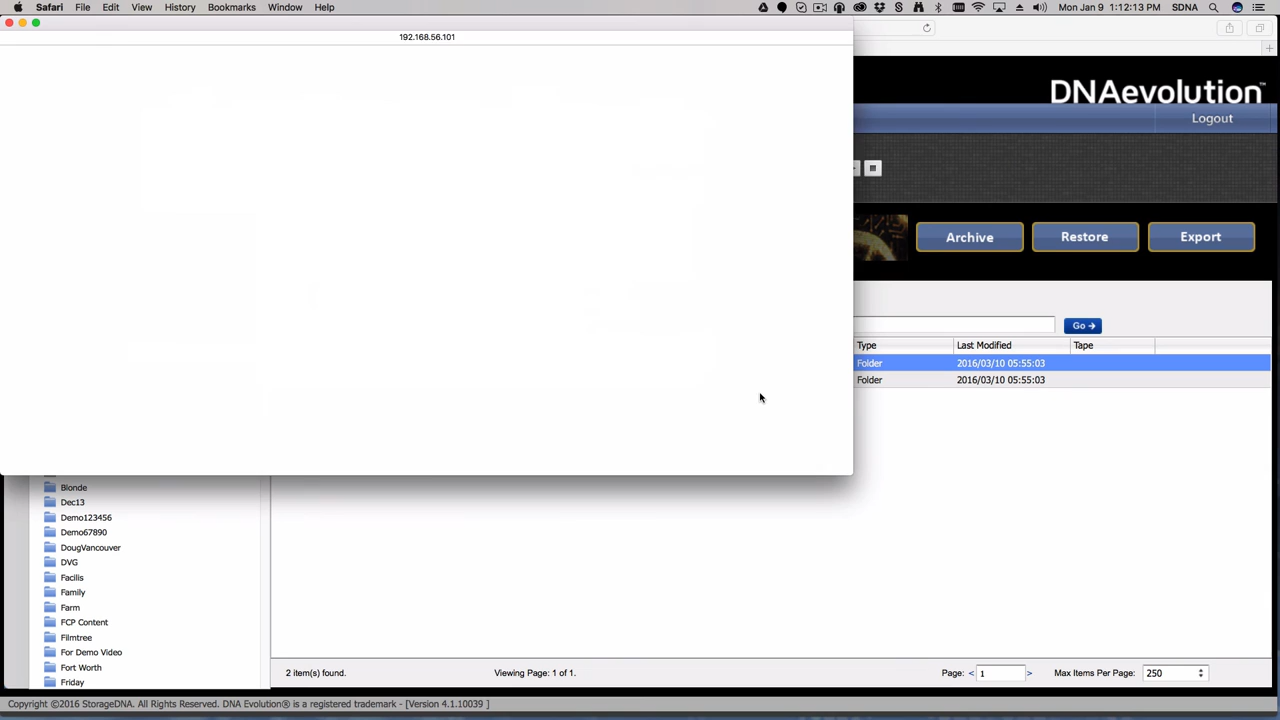 Safari File Edit View History Bookmarks Window Help Mon Jan 9 1:12:13 PM SDNA
192.168.56.101
DNAevolution™
Logout
Archive Restore Export
Go
Type Last Modified Tape
Folder 2016/03/10 05:55:03
Folder 2016/03/10 05:55:03
Blonde
Dec13
Demo123456
Demo67890
DougVancouver
DVG
Facilis
Family
Farm
FCP Content
Filmtree
For Demo Video
Fort Worth
Friday
2 item(s) found. Viewing Page: 1 of 1. Page: < 1 > Max Items Per Page: 250
Copyright ©2016 StorageDNA. All Rights Reserved. DNA Evolution® is a registered trademark - [Version 4.1.10039 ]